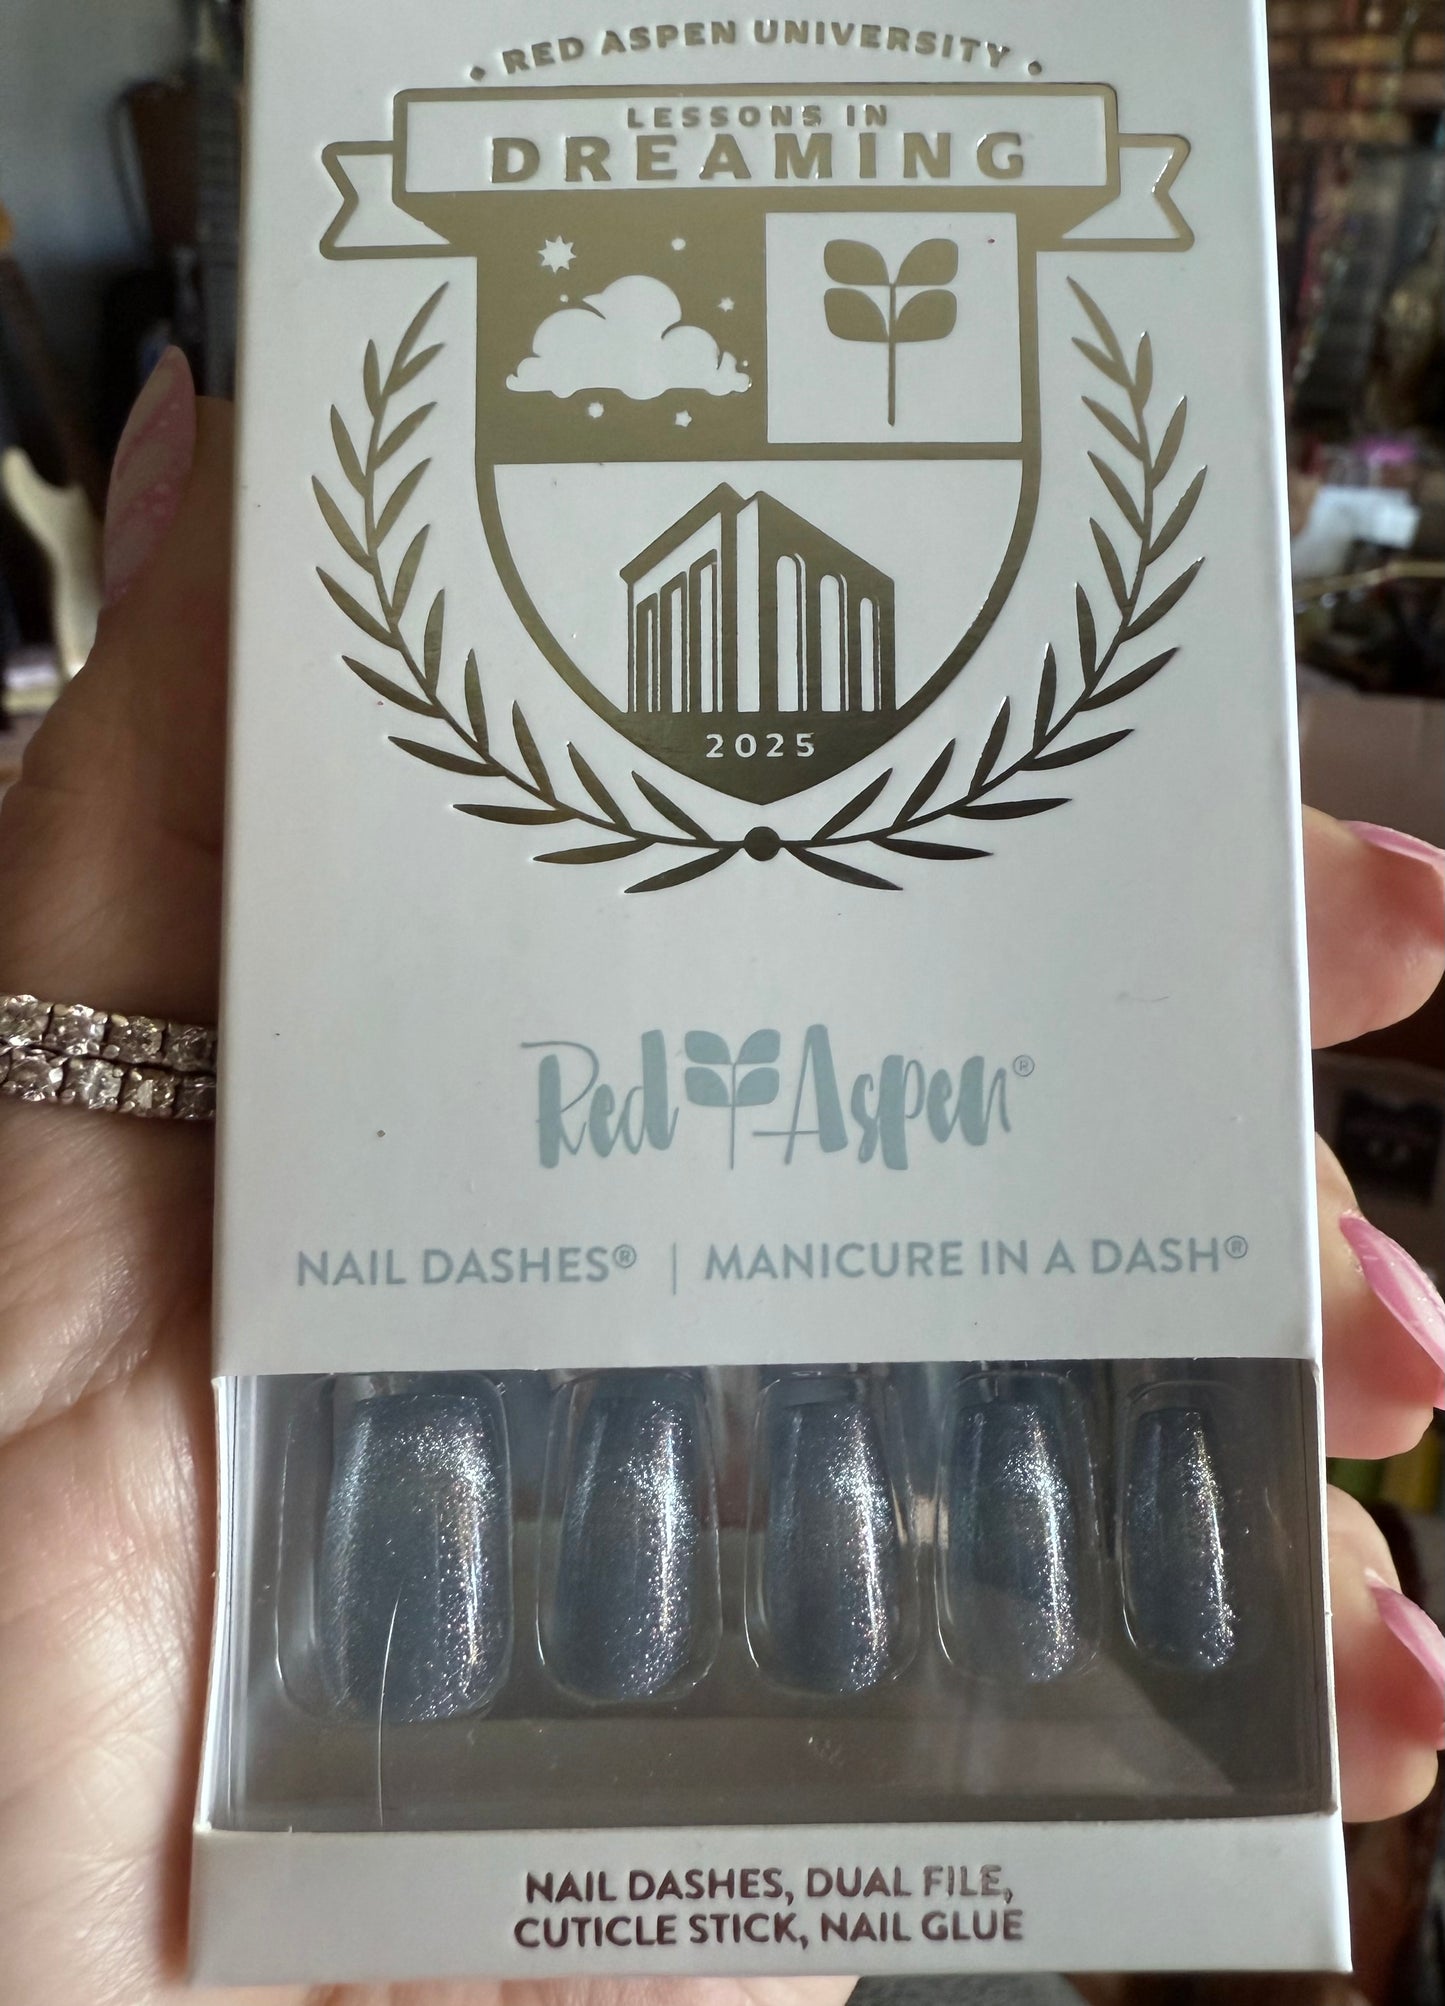 • RED ASPEN UNIVERSITY •
LESSONS IN
DREAMING
2025
Red Aspen®
NAIL DASHES® | MANICURE IN A DASH®
NAIL DASHES, DUAL FILE,
CUTICLE STICK, NAIL GLUE